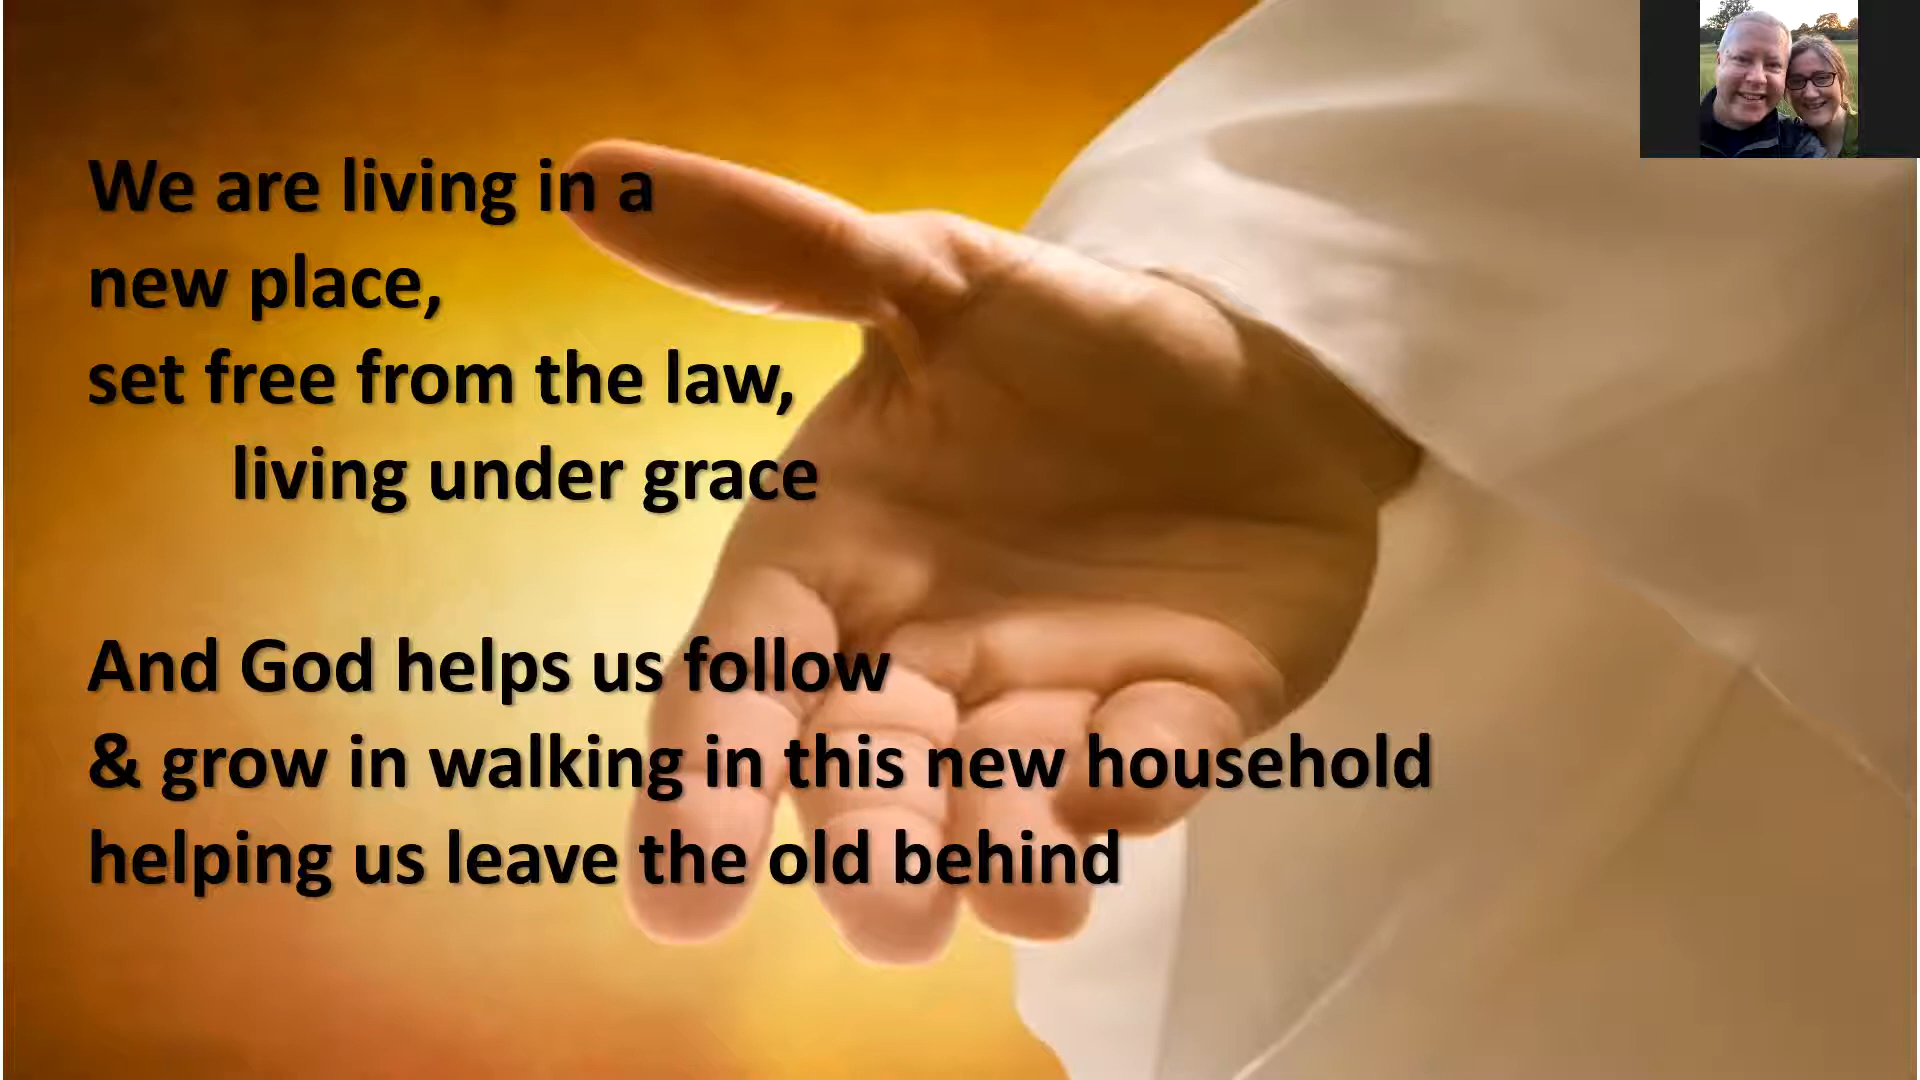 We are living in a
new place,
set free from the law,
living under grace
And God helps us follow
& grow in walking in this new household
helping us leave the old behind